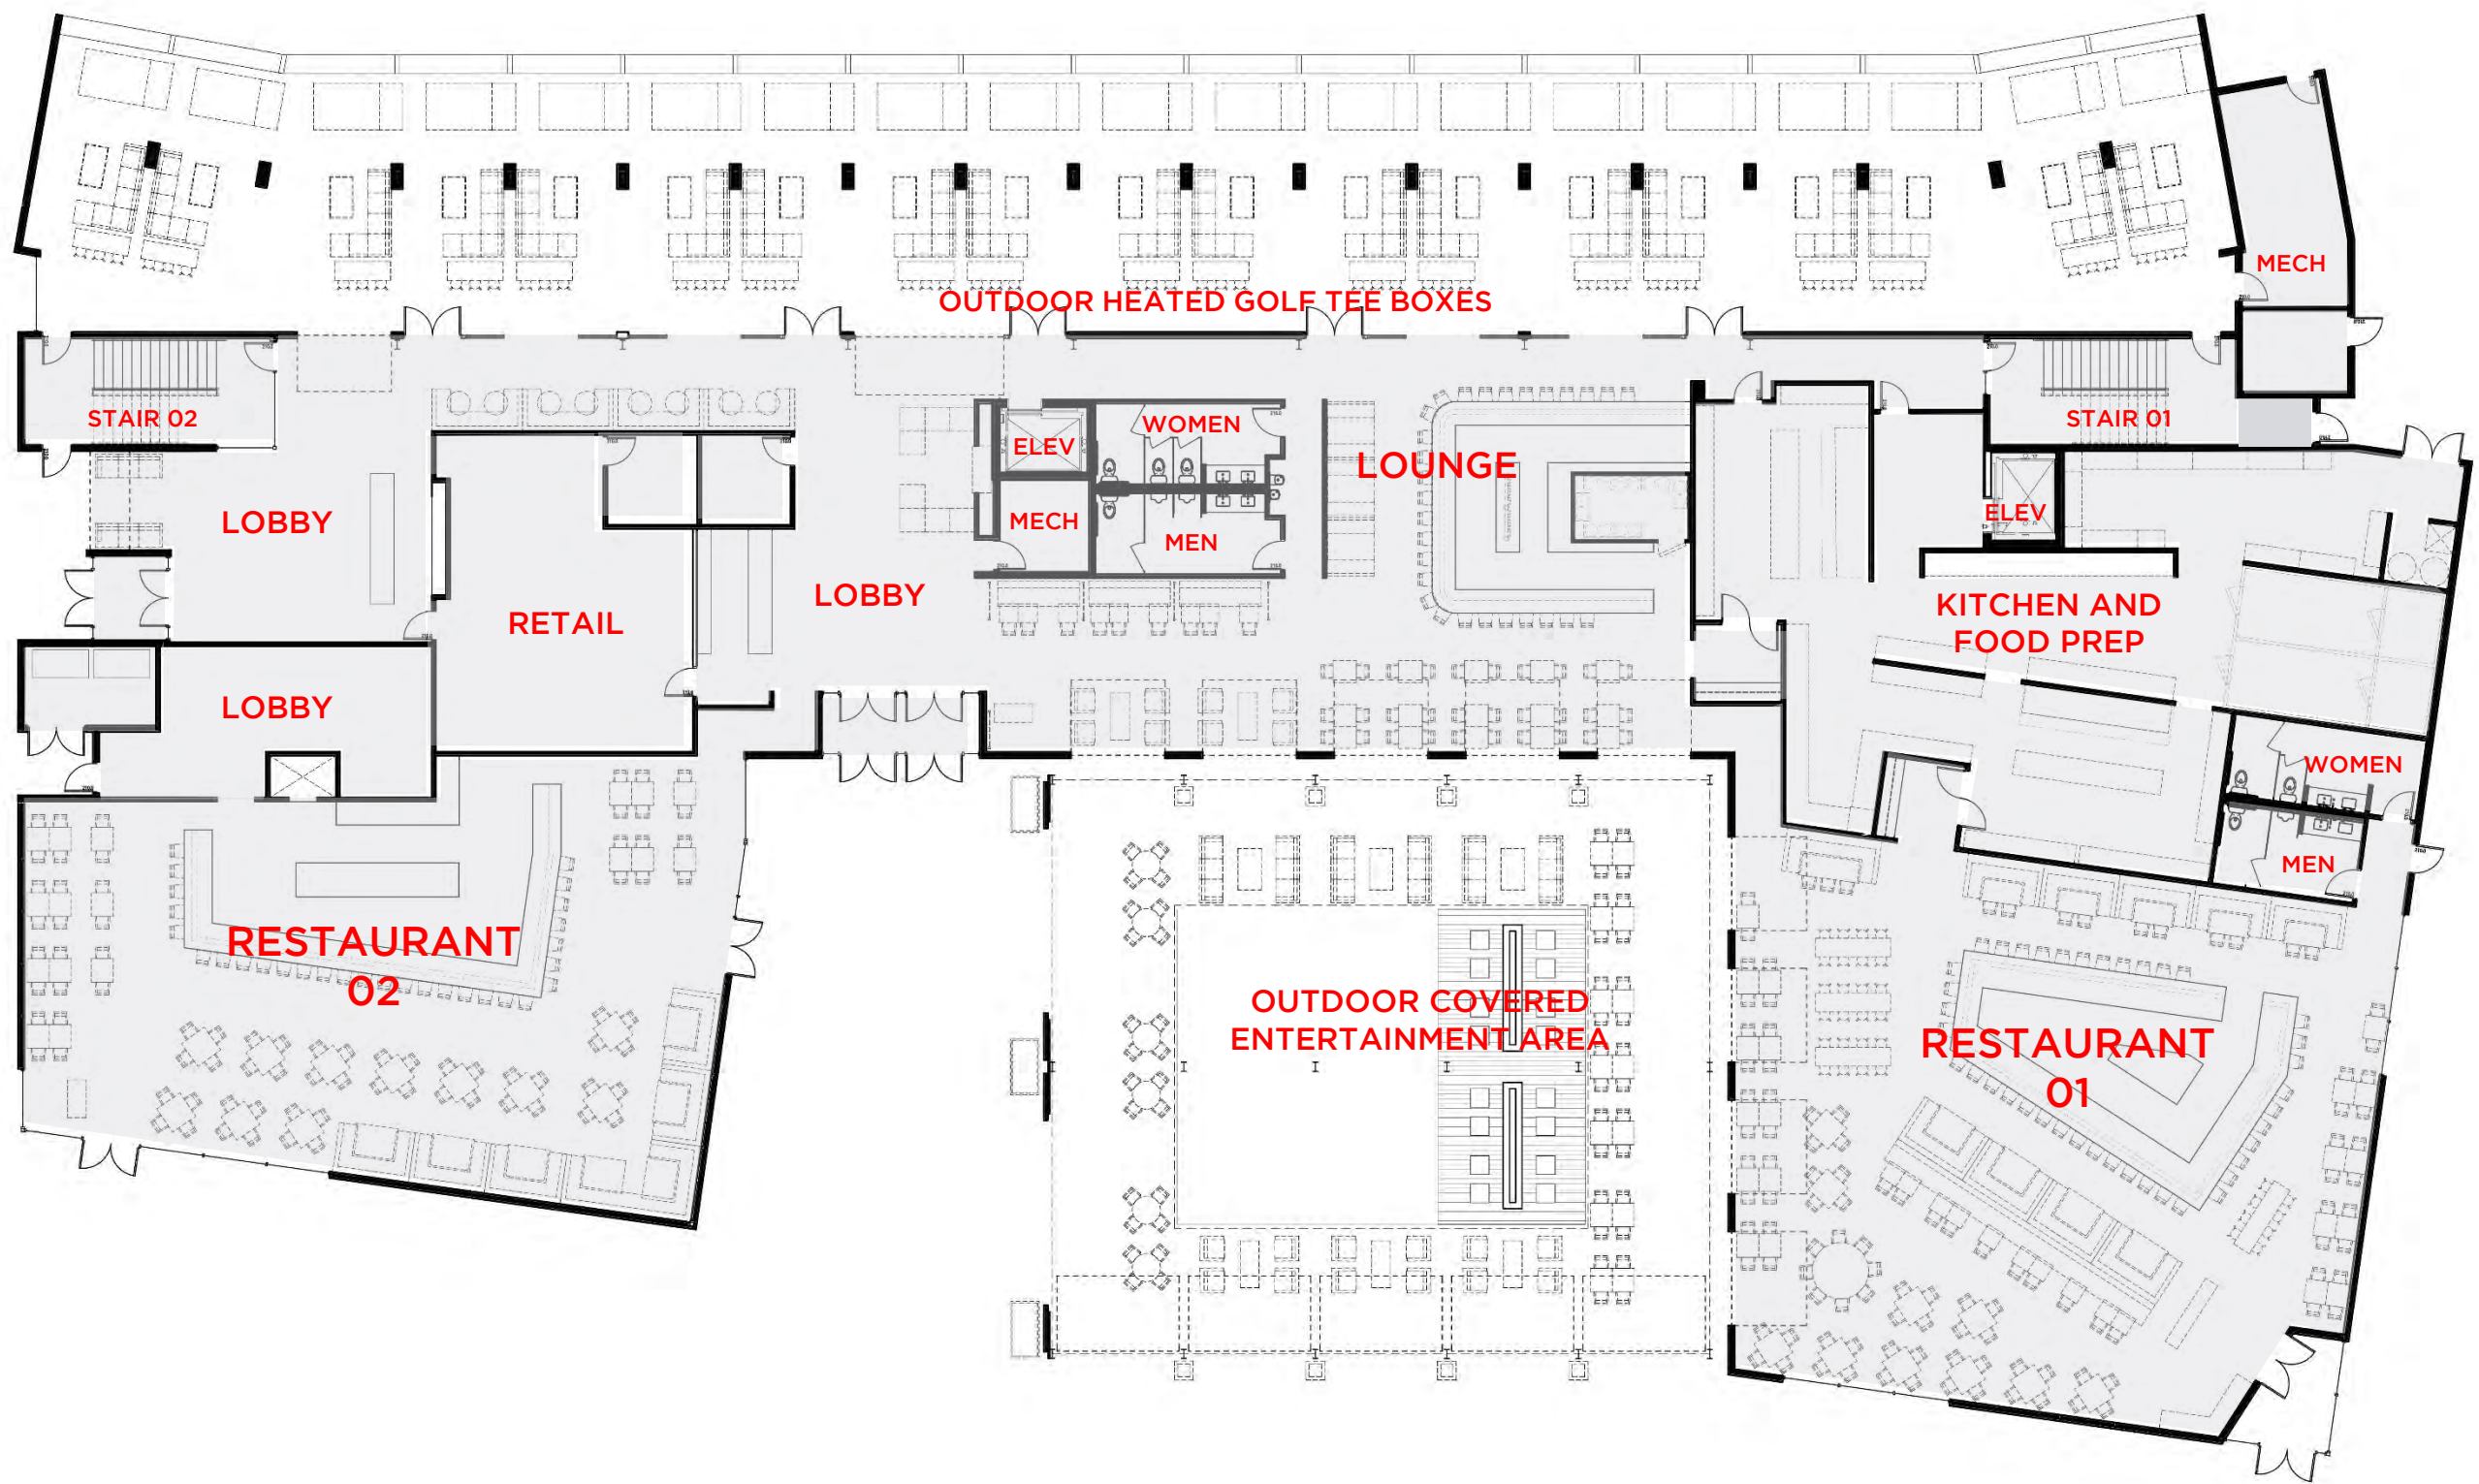 OUTDOOR HEATED GOLF TEE BOXES
MECH
STAIR 02
WOMEN
ELEV
LOUNGE
STAIR 01
LOBBY
MECH
MEN
ELEV
RETAIL
LOBBY
KITCHEN AND
FOOD PREP
LOBBY
WOMEN
MEN
RESTAURANT
02
OUTDOOR COVERED
ENTERTAINMENT AREA
RESTAURANT
01